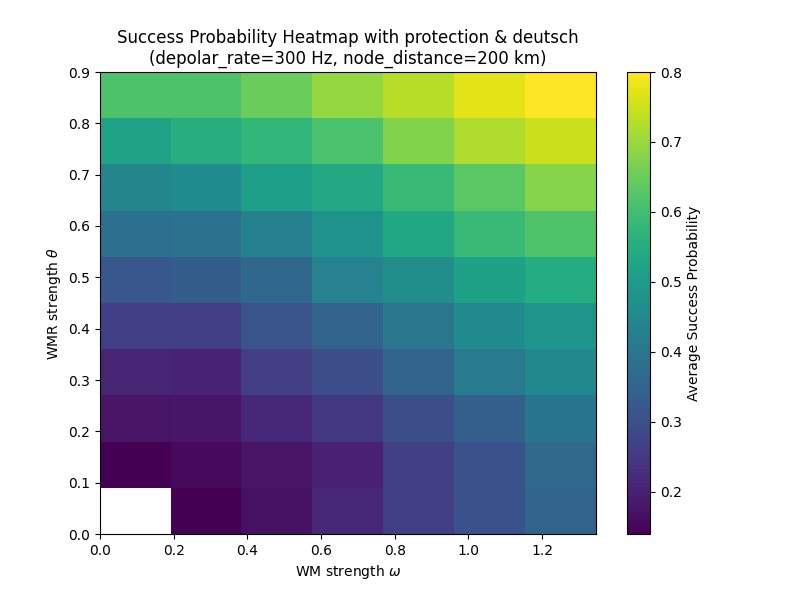 Success Probability Heatmap with protection & deutsch
(depolar_rate=300 Hz, node_distance=200 km)
0.9
0.8
0.7
0.6
0.5
0.4
0.3
0.2
0.1
0.0
WMR strength θ
0.0 0.2 0.4 0.6 0.8 1.0 1.2
WM strength ω
0.8
0.7
0.6
0.5
0.4
0.3
0.2
Average Success Probability